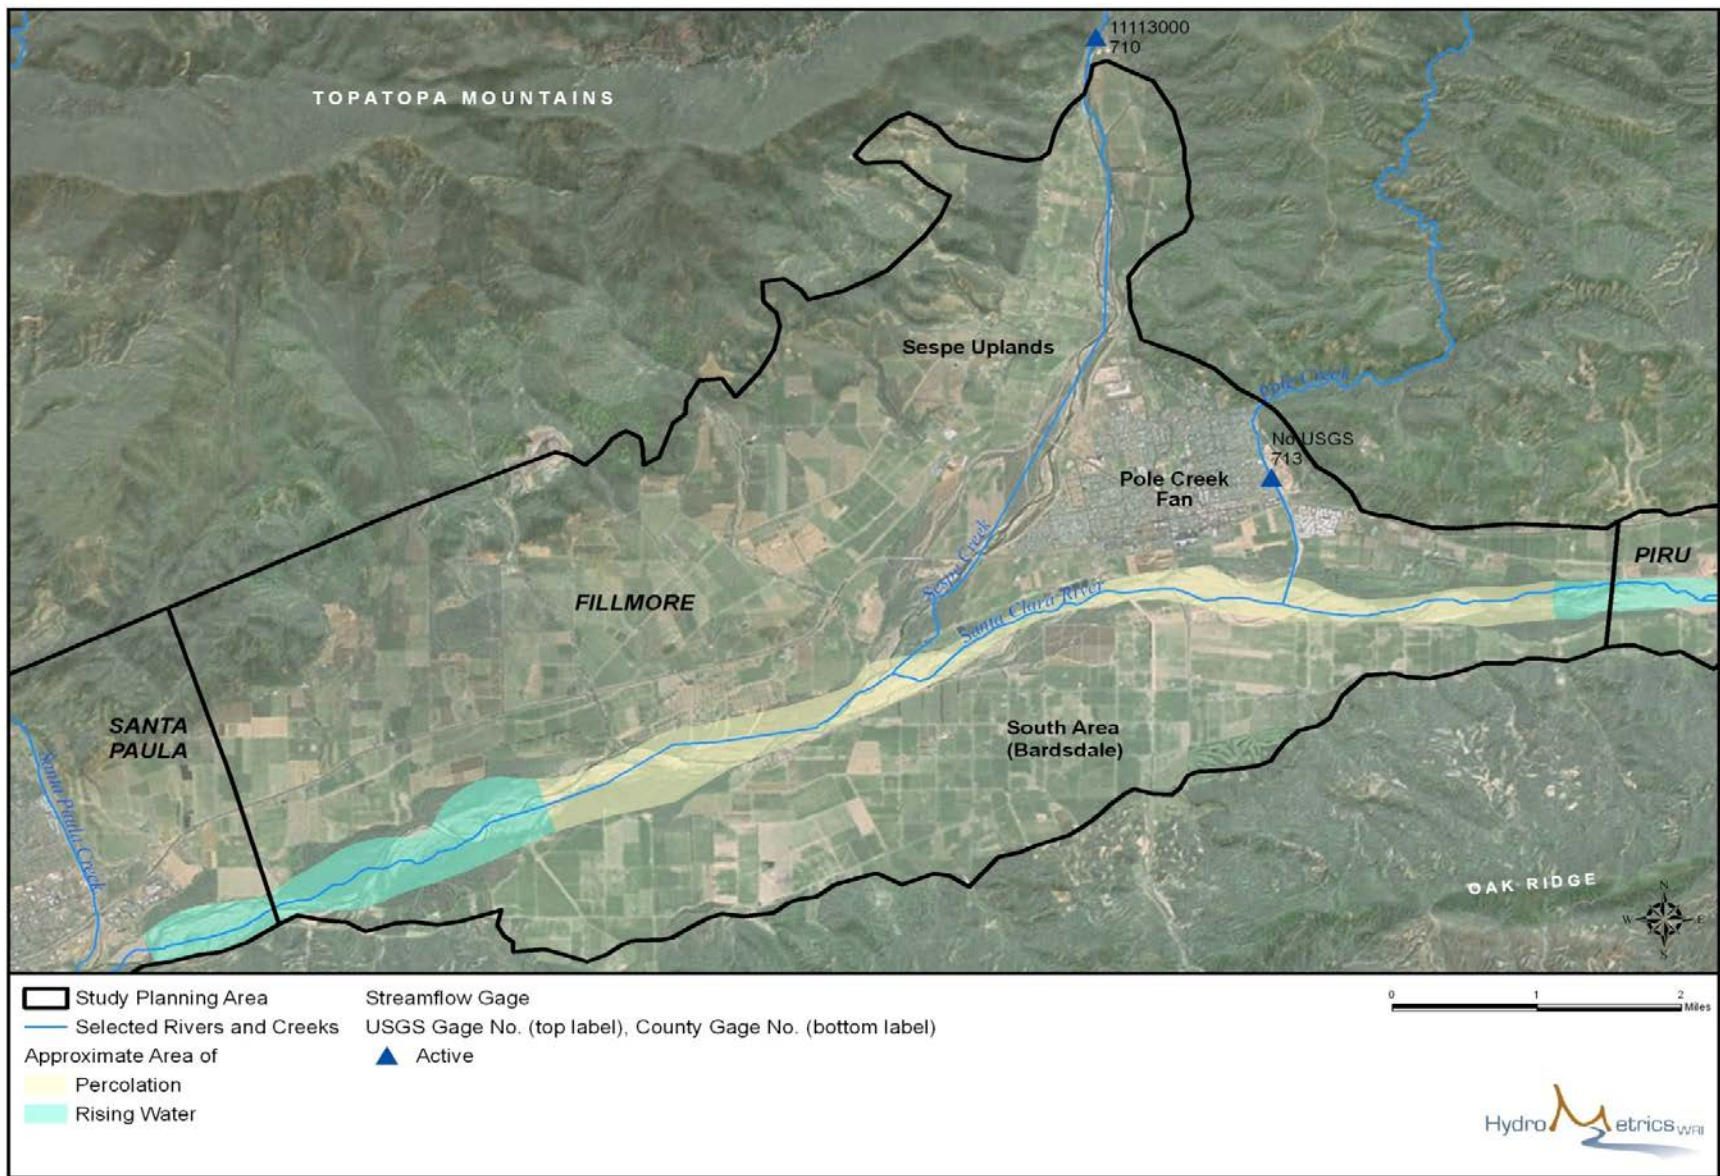 11113000
710
TOPATOPA MOUNTAINS
Sespe Uplands
Pole Creek
No USGS
713
Pole Creek
Fan
Sespe Creek
Santa Clara River
PIRU
FILLMORE
SANTA
PAULA
South Area
(Bardsdale)
Santa Paula Creek
OAK RIDGE
N
W
E
S
Study Planning Area
Selected Rivers and Creeks
Approximate Area of
Percolation
Rising Water
Streamflow Gage
USGS Gage No. (top label), County Gage No. (bottom label)
Active
0 1 2
Miles
HydroMetrics WRI